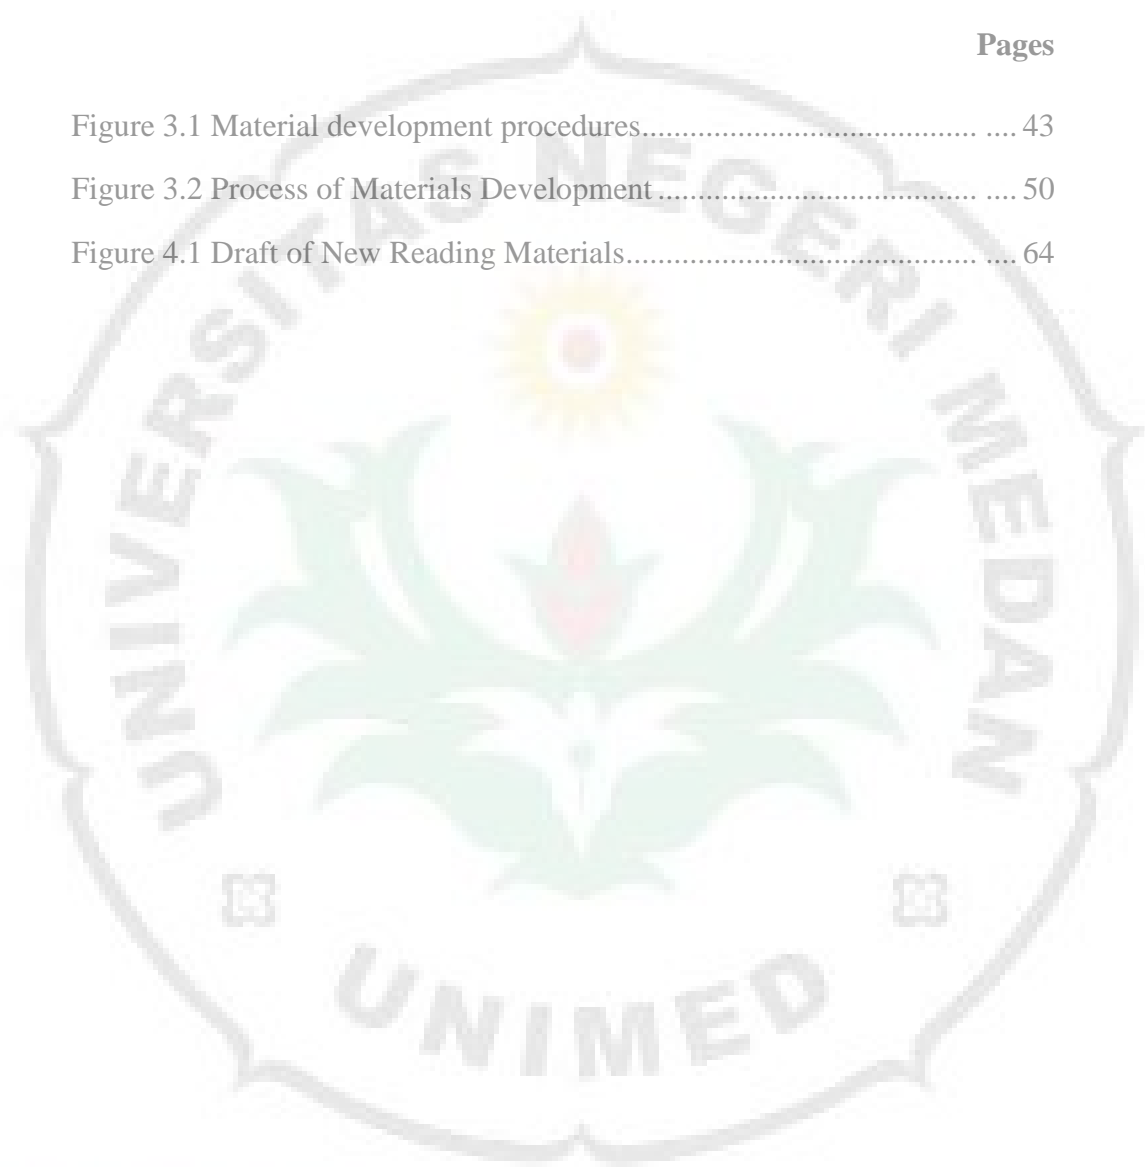 Pages
Figure 3.1 Material development procedures.......................................... .... 43
Figure 3.2 Process of Materials Development ........................................ .... 50
Figure 4.1 Draft of New Reading Materials............................................ .... 64
UNIVERSITAS NEGERI MEDAN
UNIMED